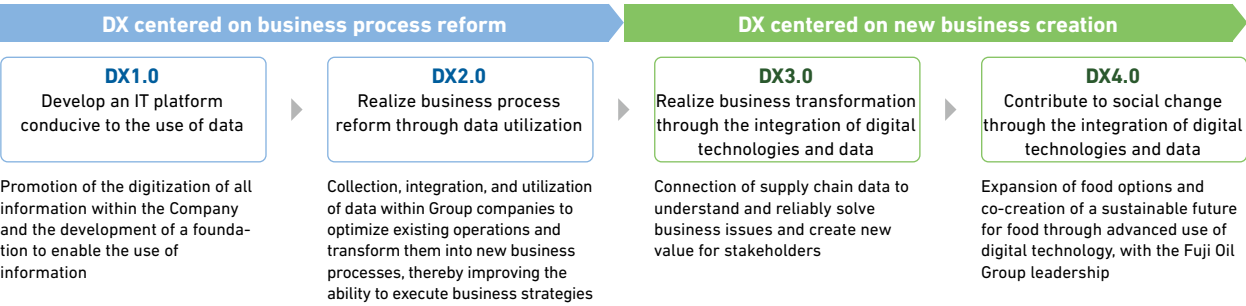 DX centered on business process reform
DX centered on new business creation
DX1.0
Develop an IT platform
conducive to the use of data
DX2.0
Realize business process
reform through data utilization
DX3.0
Realize business transformation
through the integration of digital
technologies and data
DX4.0
Contribute to social change
through the integration of digital
technologies and data
Promotion of the digitization of all
information within the Company
and the development of a founda-
tion to enable the use of
information
Collection, integration, and utilization
of data within Group companies to
optimize existing operations and
transform them into new business
processes, thereby improving the
ability to execute business strategies
Connection of supply chain data to
understand and reliably solve
business issues and create new
value for stakeholders
Expansion of food options and
co-creation of a sustainable future
for food through advanced use of
digital technology, with the Fuji Oil
Group leadership